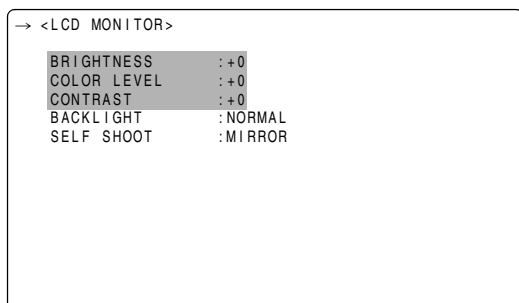 → <LCD MONITOR>
BRIGHTNESS :+0
COLOR LEVEL :+0
CONTRAST :+0
BACKLIGHT :NORMAL
SELF SHOOT :MIRROR